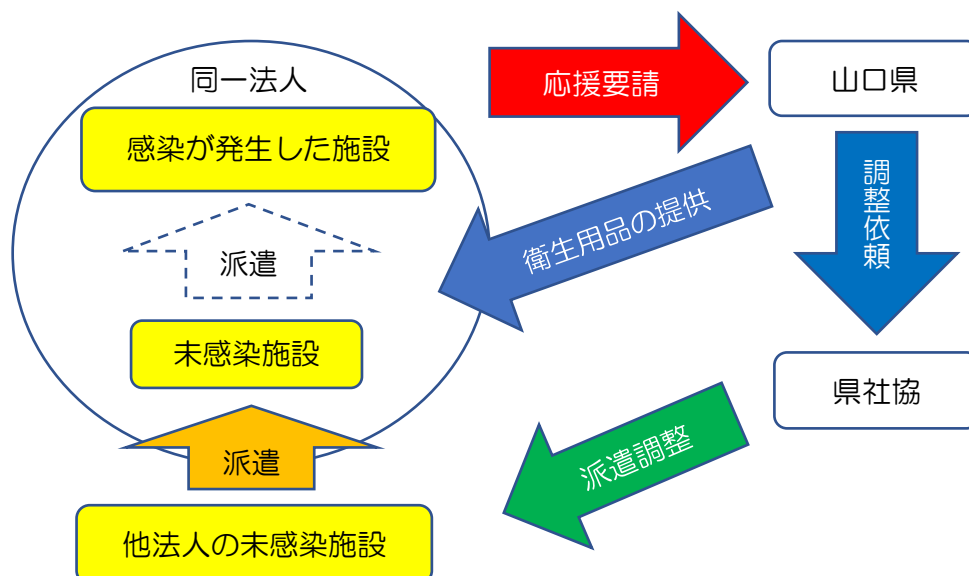 同一法人
感染が発生した施設
派遣
未感染施設
派遣
他法人の未感染施設
応援要請
山口県
衛生用品の提供
調整依頼
県社協
派遣調整